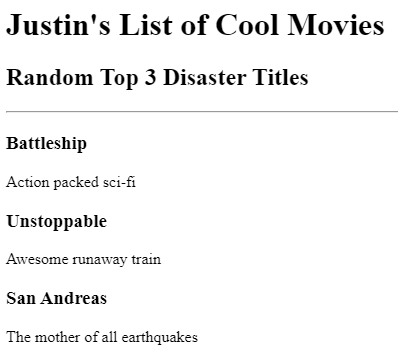 Justin's List of Cool Movies
Random Top 3 Disaster Titles
Battleship
Action packed sci-fi
Unstoppable
Awesome runaway train
San Andreas
The mother of all earthquakes